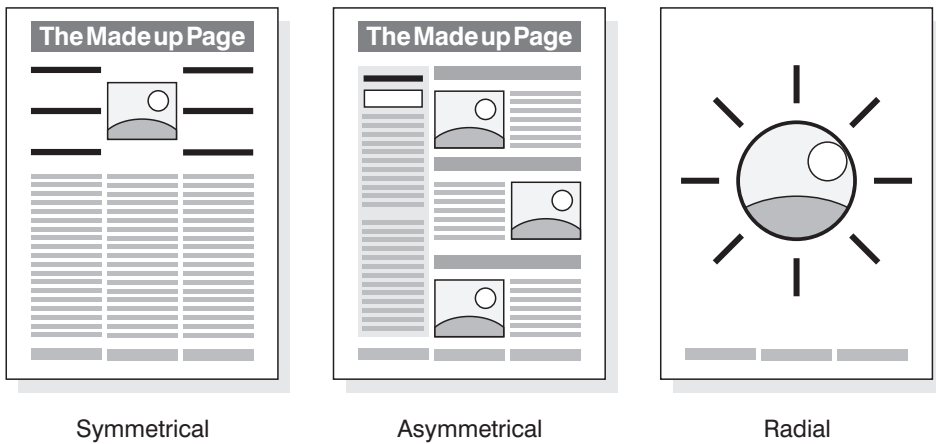 The Made up Page
The Made up Page
Symmetrical
Asymmetrical
Radial